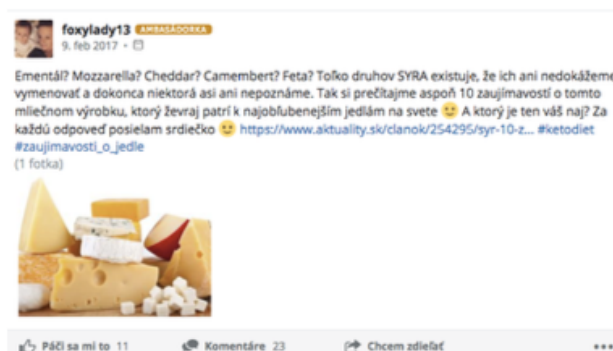 foxylady13 AMBASÁDORKA
9. feb 2017 •
Ementál? Mozzarella? Cheddar? Camembert? Feta? Toľko druhov SYRA existuje, že ich ani nedokážeme
vymenovať a dokonca niektorá asi ani nepoznáme. Tak si prečítajme aspoň 10 zaujímavostí o tomto
mliečnom výrobku, ktorý ževraj patrí k najobľubenejším jedlám na svete 🙂 A ktorý je ten váš naj? Za
každú odpoveď posielam srdiečko 🙂 https://www.aktuality.sk/clanok/254295/syr-10-z... #ketodiet
#zaujimavosti_o_jedle
(1 fotka)
Páči sa mi to 11 Komentáre 23 Chcem zdieľať